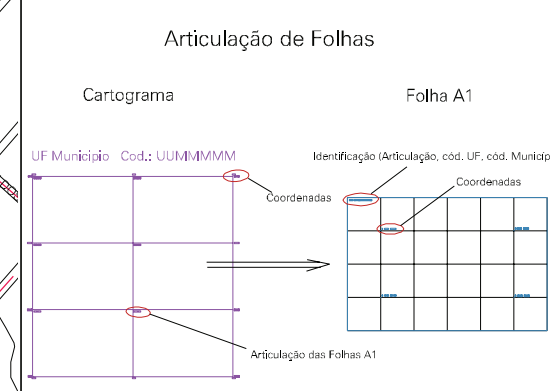 Articulação de Folhas
Cartograma
Folha A1
UF Municipio Cod.: UUMMMMM
Identificação (Articulação, cód. UF, cód. Municíp
Coordenadas
Coordenadas
Articulação das Folhas A1